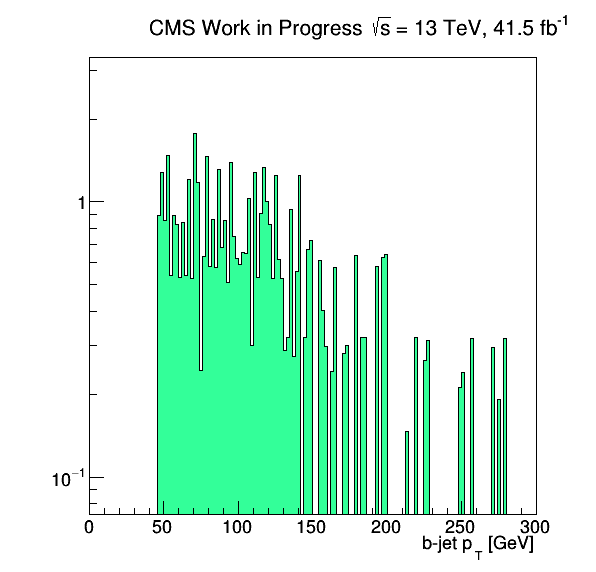 CMS Work in Progress √s = 13 TeV, 41.5 fb⁻¹
1
10⁻¹
0 50 100 150 200 250 300
b-jet p_T [GeV]